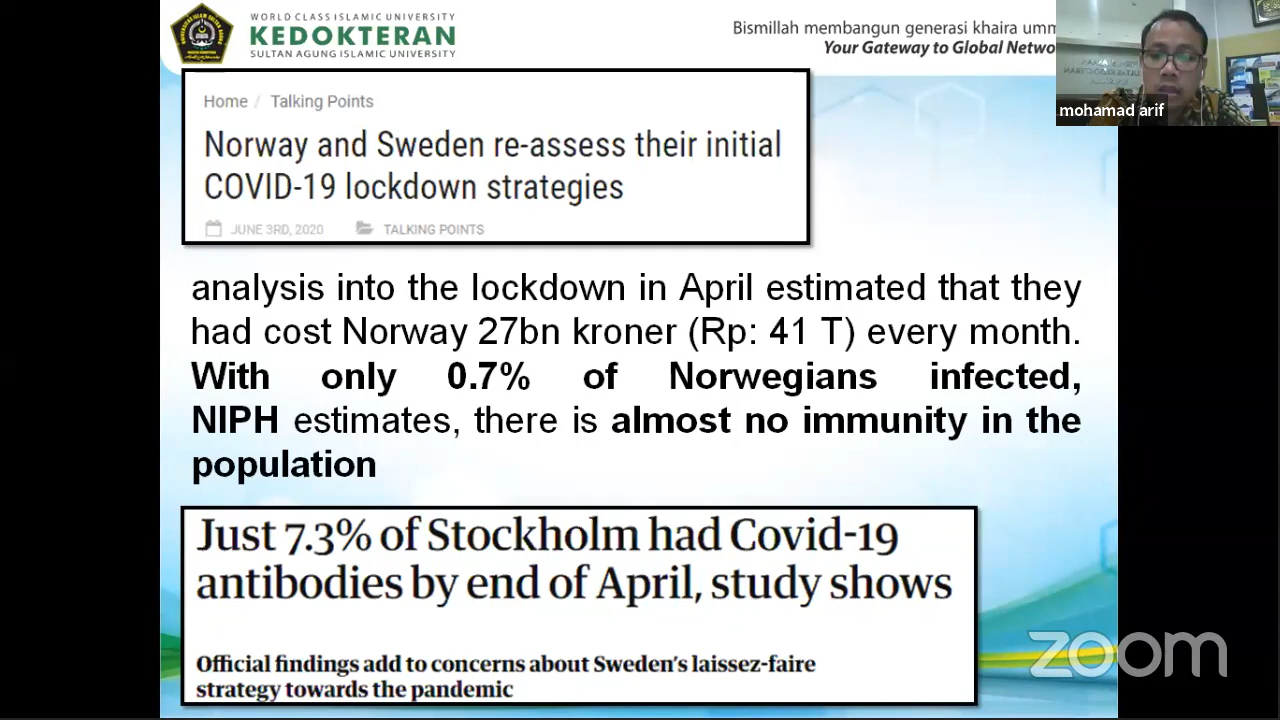 WORLD CLASS ISLAMIC UNIVERSITY
KEDOKTERAN
SULTAN AGUNG ISLAMIC UNIVERSITY
Bismillah membangun generasi khaira
Your Gateway to Global
mohamad arif
Home / Talking Points
Norway and Sweden re-assess their initial
COVID-19 lockdown strategies
JUNE 3RD, 2020 TALKING POINTS
analysis into the lockdown in April estimated that they
had cost Norway 27bn kroner (Rp: 41 T) every month.
With only 0.7% of Norwegians infected,
NIPH estimates, there is almost no immunity in the
population
Just 7.3% of Stockholm had Covid-19
antibodies by end of April, study shows
Official findings add to concerns about Sweden's laissez-faire
strategy towards the pandemic
zoom